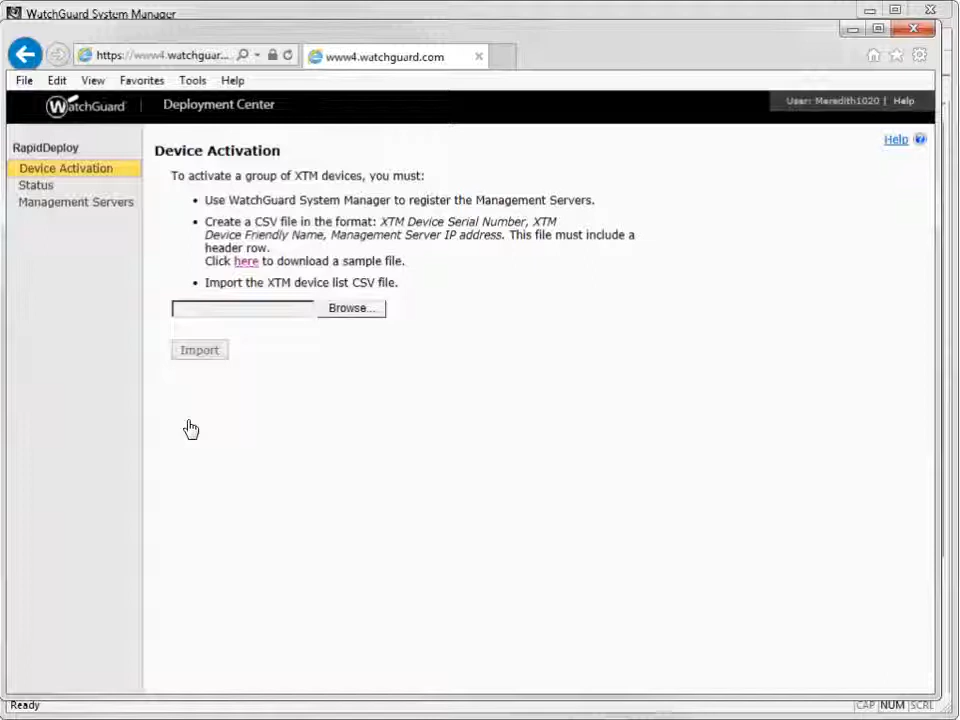 WatchGuard System Manager
https://www4.watchguar...
www4.watchguard.com
File Edit View Favorites Tools Help
WatchGuard | Deployment Center
User: Meredith1020 | Help
RapidDeploy
Device Activation
Status
Management Servers
Help
Device Activation
To activate a group of XTM devices, you must:
• Use WatchGuard System Manager to register the Management Servers.
• Create a CSV file in the format: XTM Device Serial Number, XTM
Device Friendly Name, Management Server IP address. This file must include a
header row.
Click here to download a sample file.
• Import the XTM device list CSV file.
Browse...
Import
Ready
CAP NUM SCRL